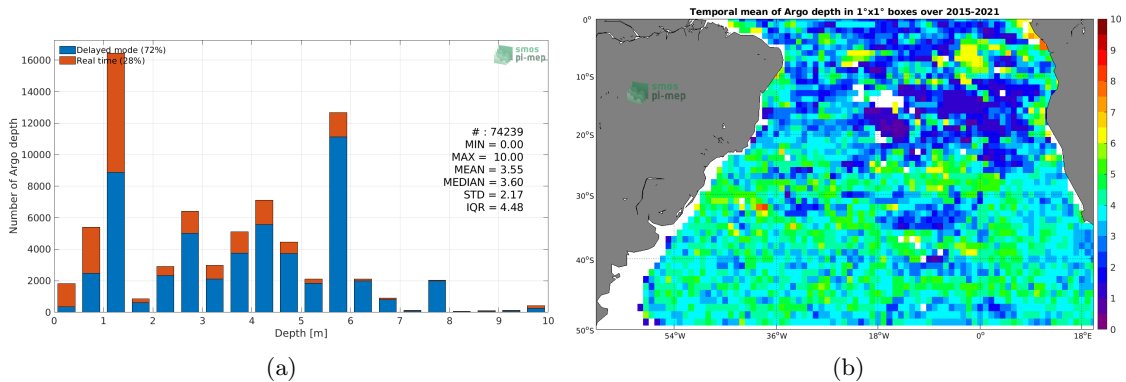 Delayed mode (72%)
Real time (28%)
smos
pi-mep
# : 74239
MIN = 0.00
MAX = 10.00
MEAN = 3.55
MEDIAN = 3.60
STD = 2.17
IQR = 4.48
Number of Argo depth
16000
14000
12000
10000
8000
6000
4000
2000
0
0 1 2 3 4 5 6 7 8 9 10
Depth [m]
(a)
Temporal mean of Argo depth in 1°x1° boxes over 2015-2021
smos
pi-mep
0°
10°S
20°S
30°S
40°S
50°S
54°W 36°W 18°W 0° 18°E
10
9
8
7
6
5
4
3
2
1
0
(b)